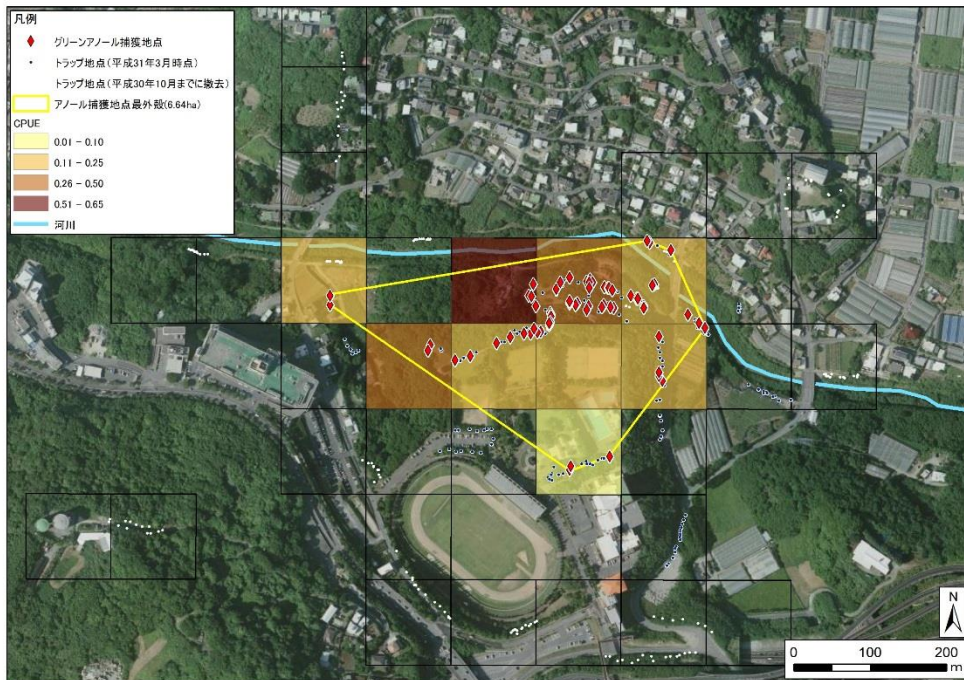 凡例
グリーンアノール捕獲地点
トラップ地点(平成31年3月時点)
トラップ地点(平成30年10月までに撤去)
アノール捕獲地点最外殻(6.64ha)
CPUE
0.01 - 0.10
0.11 - 0.25
0.26 - 0.50
0.51 - 0.65
河川
N
0 100 200
m